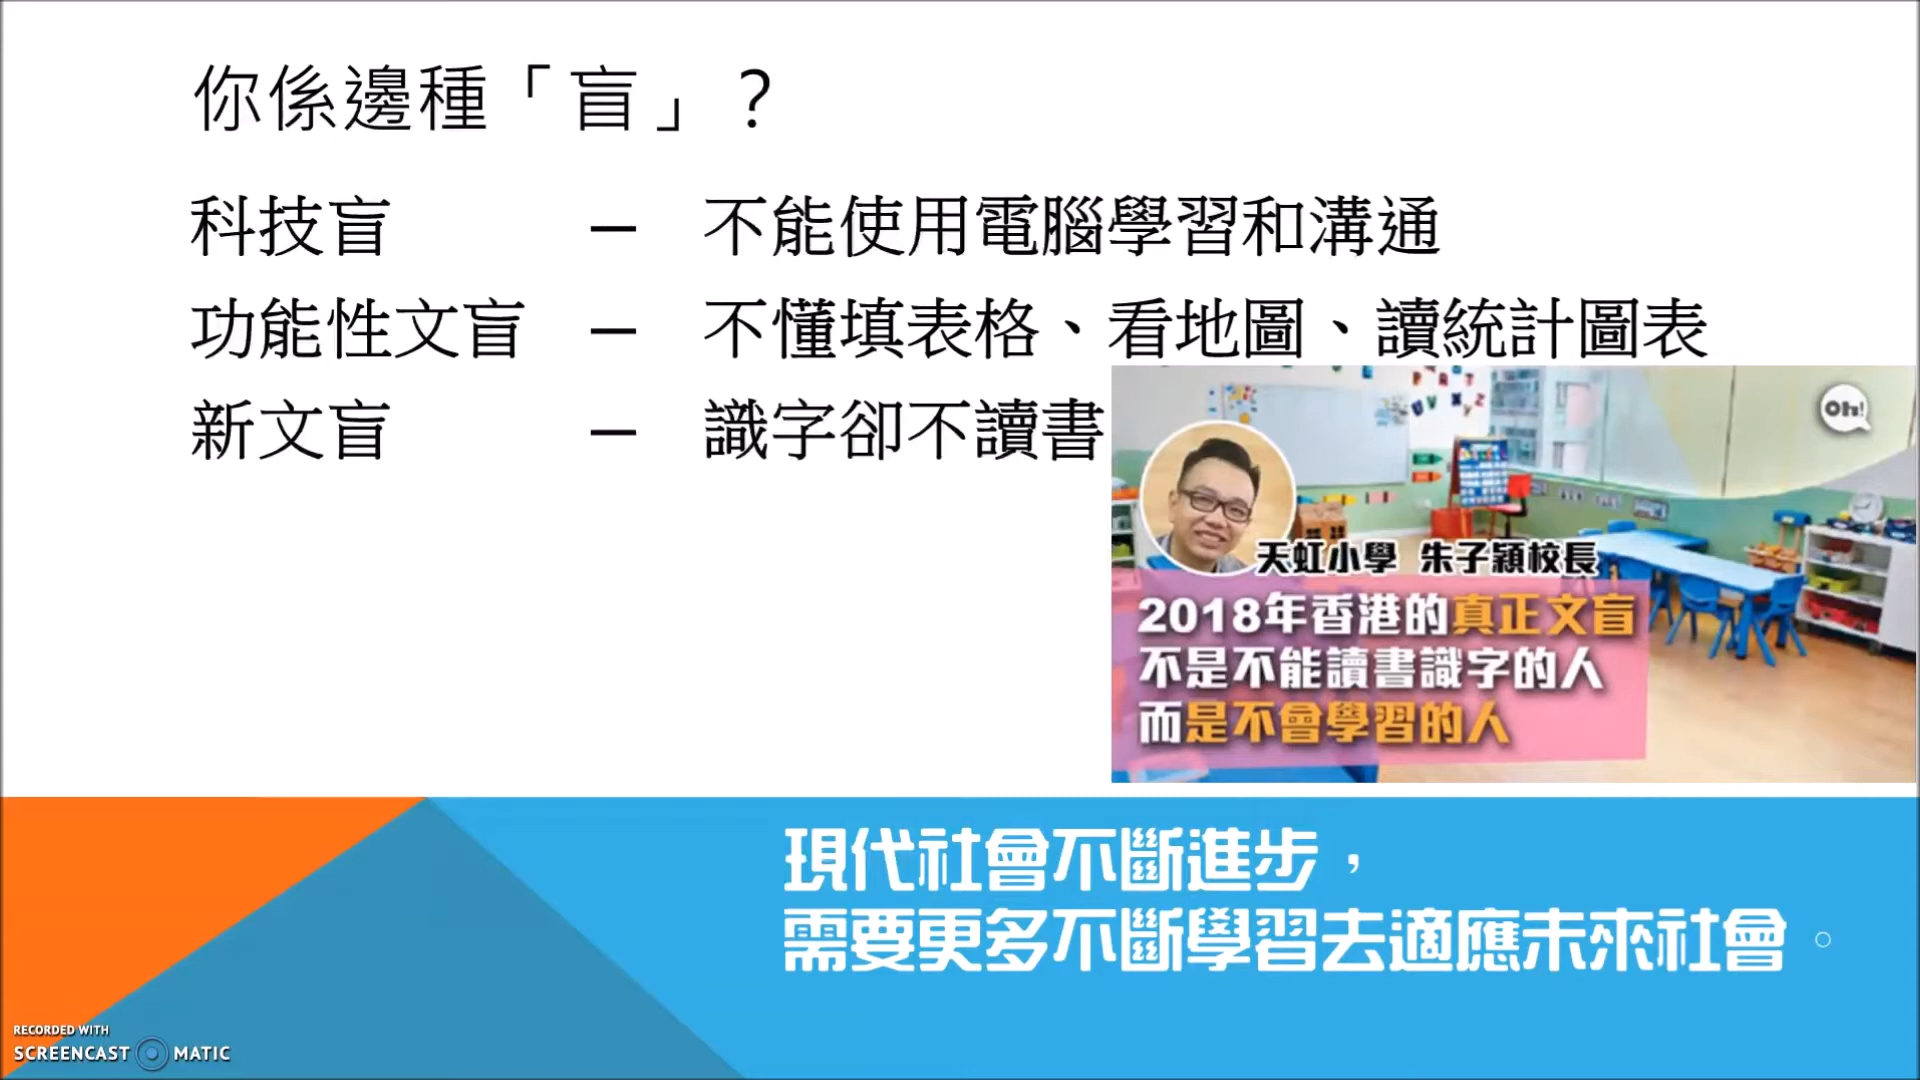 你係邊種「盲」？
科技盲 – 不能使用電腦學習和溝通
功能性文盲 – 不懂填表格、看地圖、讀統計圖表
新文盲 – 識字卻不讀書
Oh!
天虹小學 朱子穎校長
2018年香港的真正文盲
不是不能讀書識字的人
而是不會學習的人
現代社會不斷進步，
需要更多不斷學習去適應未來社會。
RECORDED WITH
SCREENCAST MATIC